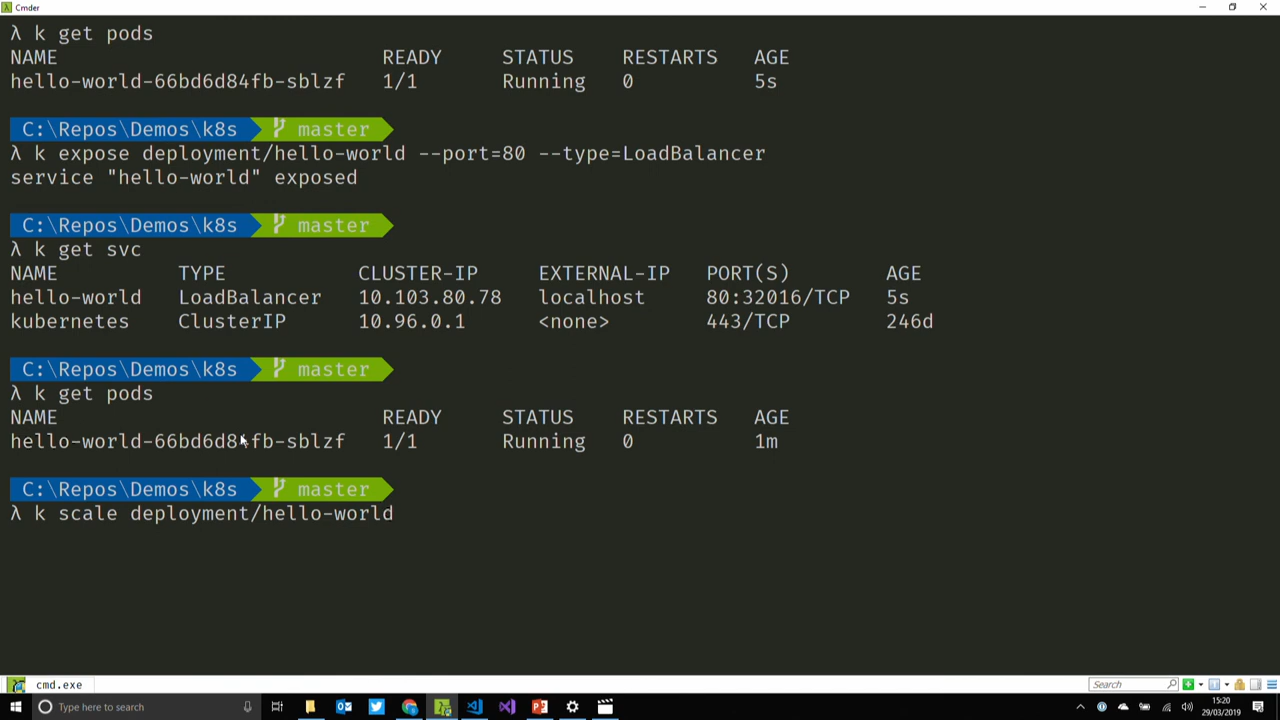 Cmder
λ k get pods
NAME READY STATUS RESTARTS AGE
hello-world-66bd6d84fb-sblzf 1/1 Running 0 5s
C:\Repos\Demos\k8s master
λ k expose deployment/hello-world --port=80 --type=LoadBalancer
service "hello-world" exposed
C:\Repos\Demos\k8s master
λ k get svc
NAME TYPE CLUSTER-IP EXTERNAL-IP PORT(S) AGE
hello-world LoadBalancer 10.103.80.78 localhost 80:32016/TCP 5s
kubernetes ClusterIP 10.96.0.1 <none> 443/TCP 246d
C:\Repos\Demos\k8s master
λ k get pods
NAME READY STATUS RESTARTS AGE
hello-world-66bd6d84fb-sblzf 1/1 Running 0 1m
C:\Repos\Demos\k8s master
λ k scale deployment/hello-world
cmd.exe Search
Type here to search 15:20
29/03/2019